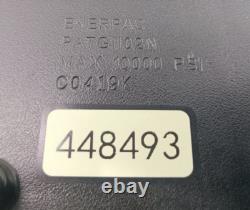 ENERPAC
PATG1102N
MAX 10000 PSI
C0419K
448493